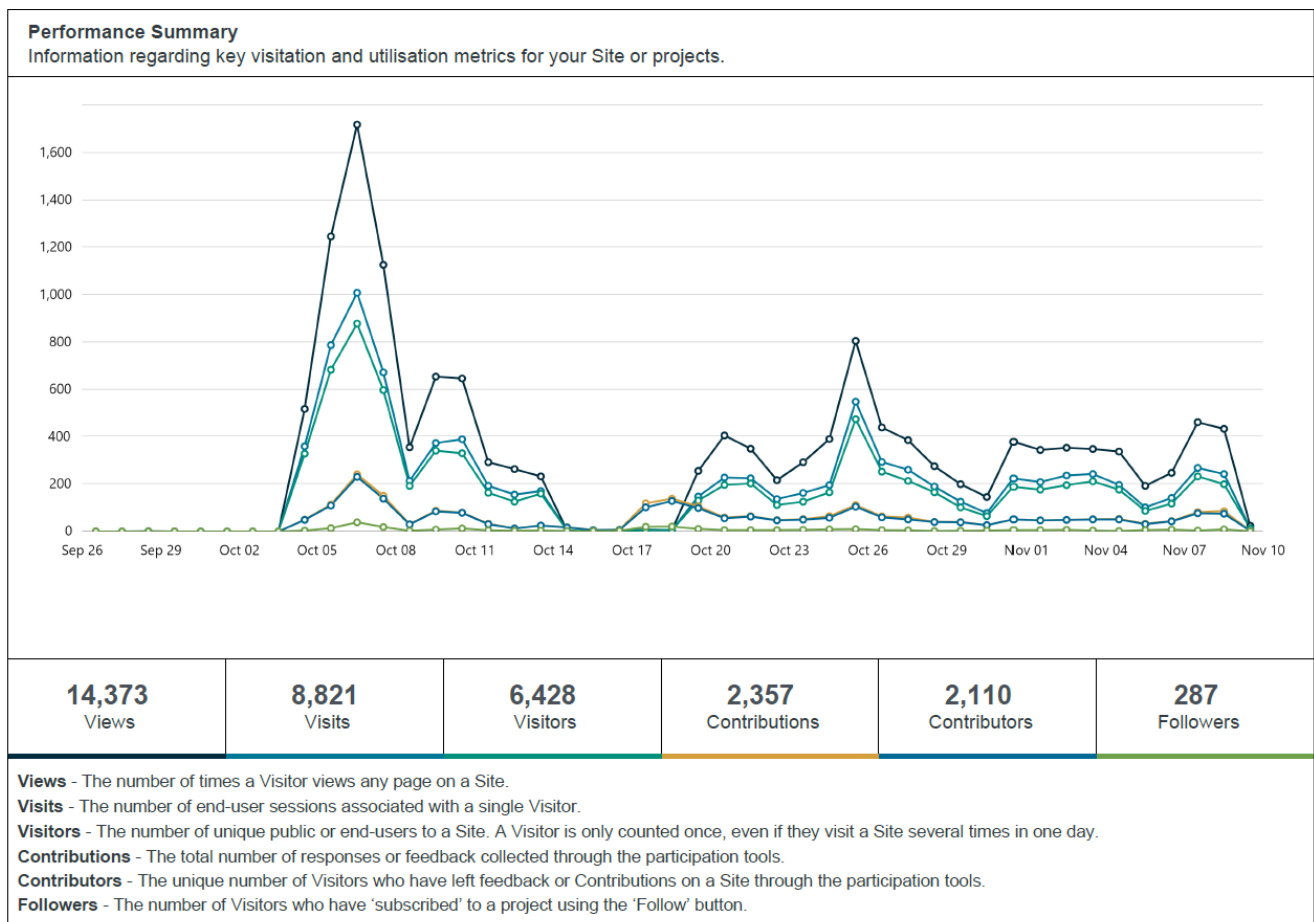 Performance Summary
Information regarding key visitation and utilisation metrics for your Site or projects.
1,600
1,400
1,200
1,000
800
600
400
200
0
Sep 26 Sep 29 Oct 02 Oct 05 Oct 08 Oct 11 Oct 14 Oct 17 Oct 20 Oct 23 Oct 26 Oct 29 Nov 01 Nov 04 Nov 07 Nov 10
14,373 8,821 6,428 2,357 2,110 287
Views Visits Visitors Contributions Contributors Followers
Views - The number of times a Visitor views any page on a Site.
Visits - The number of end-user sessions associated with a single Visitor.
Visitors - The number of unique public or end-users to a Site. A Visitor is only counted once, even if they visit a Site several times in one day.
Contributions - The total number of responses or feedback collected through the participation tools.
Contributors - The unique number of Visitors who have left feedback or Contributions on a Site through the participation tools.
Followers - The number of Visitors who have ‘subscribed’ to a project using the ‘Follow’ button.